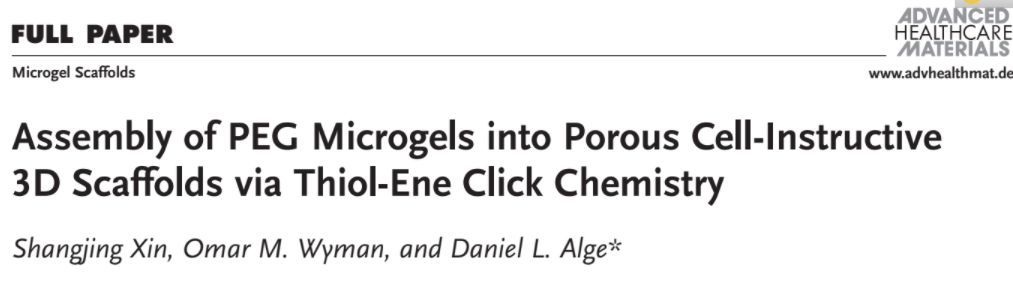 FULL PAPER
ADVANCED
HEALTHCARE
MATERIALS
Microgel Scaffolds
www.advhealthmat.de
Assembly of PEG Microgels into Porous Cell-Instructive
3D Scaffolds via Thiol-Ene Click Chemistry
Shangjing Xin, Omar M. Wyman, and Daniel L. Alge*